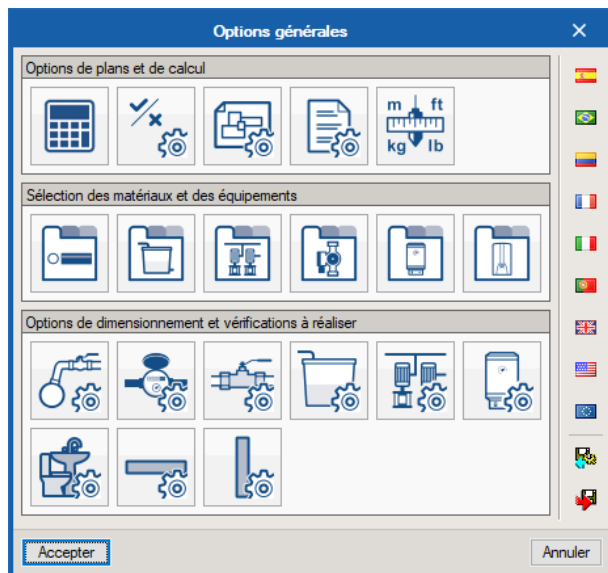 Options générales
Options de plans et de calcul
m ft
kg lb
Sélection des matériaux et des équipements
Options de dimensionnement et vérifications à réaliser
Accepter
Annuler